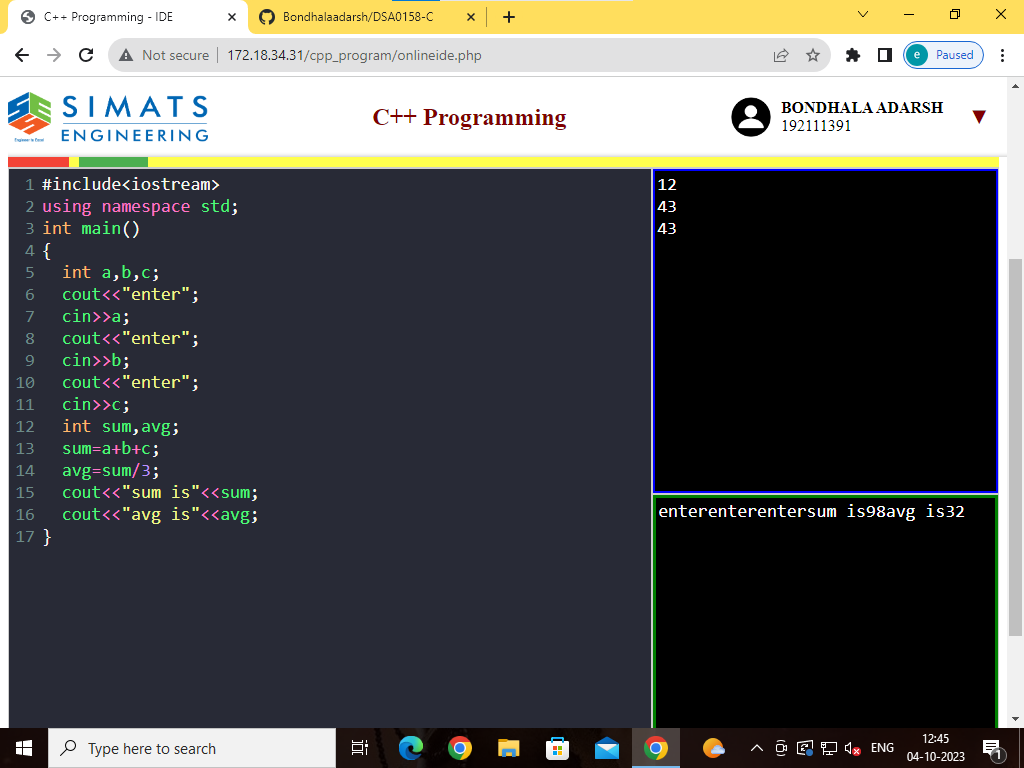 C++ Programming - IDE
Bondhalaadarsh/DSA0158-C
Not secure 172.18.34.31/cpp_program/onlineide.php
e Paused
SIMATS
ENGINEERING
Engineer to Excel
C++ Programming
BONDHALA ADARSH
192111391
1 #include<iostream>
2 using namespace std;
3 int main()
4 {
5 int a,b,c;
6 cout<<"enter";
7 cin>>a;
8 cout<<"enter";
9 cin>>b;
10 cout<<"enter";
11 cin>>c;
12 int sum,avg;
13 sum=a+b+c;
14 avg=sum/3;
15 cout<<"sum is"<<sum;
16 cout<<"avg is"<<avg;
17 }
12
43
43
enterenterentersum is98avg is32
Type here to search
ENG
12:45
04-10-2023
1